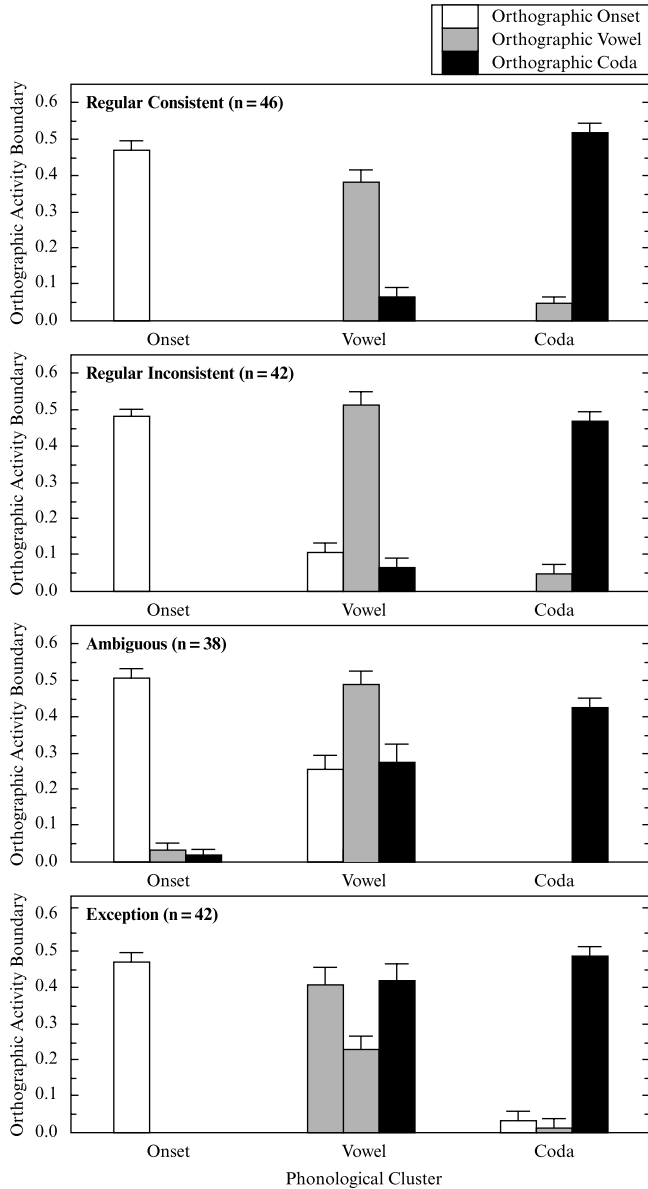 Orthographic Onset
Orthographic Vowel
Orthographic Coda
Orthographic Activity Boundary
Regular Consistent (n = 46)
0.6
0.5
0.4
0.3
0.2
0.1
0.0
Onset Vowel Coda
Orthographic Activity Boundary
Regular Inconsistent (n = 42)
0.6
0.5
0.4
0.3
0.2
0.1
0.0
Onset Vowel Coda
Orthographic Activity Boundary
Ambiguous (n = 38)
0.6
0.5
0.4
0.3
0.2
0.1
0.0
Onset Vowel Coda
Orthographic Activity Boundary
Exception (n = 42)
0.6
0.5
0.4
0.3
0.2
0.1
0.0
Onset Vowel Coda
Phonological Cluster